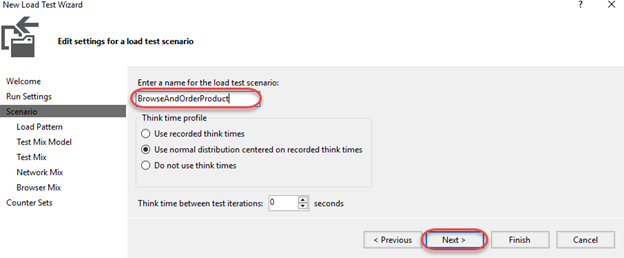 New Load Test Wizard
Edit settings for a load test scenario
Welcome
Run Settings
Scenario
Load Pattern
Test Mix Model
Test Mix
Network Mix
Browser Mix
Counter Sets
Enter a name for the load test scenario:
BrowseAndOrderProduct
Think time profile
Use recorded think times
Use normal distribution centered on recorded think times
Do not use think times
Think time between test iterations: 0 seconds
< Previous Next > Finish Cancel